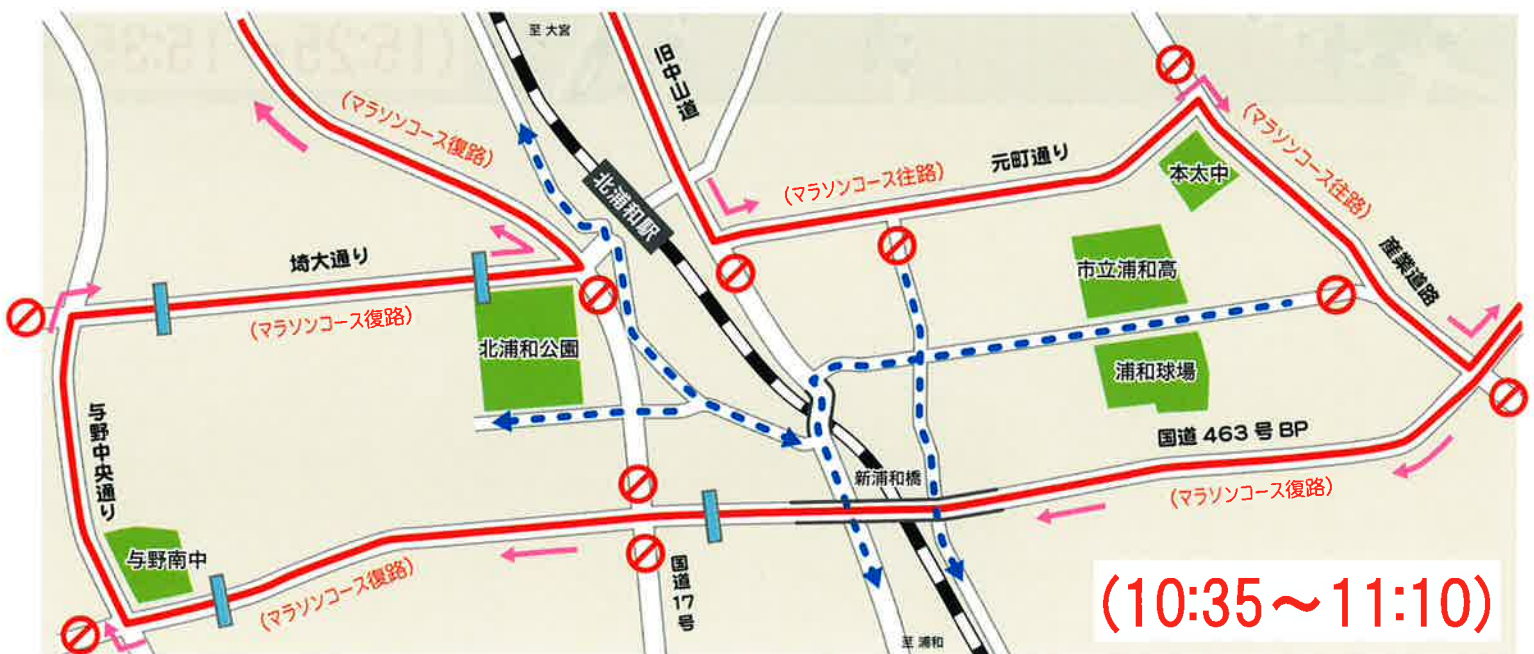 至 大宮
旧中山道
(マラソンコース復路)
北浦和駅
元町通り
(マラソンコース往路)
本太中
(マラソンコース往路)
産業道路
埼大通り
(マラソンコース復路)
北浦和公園
市立浦和高
浦和球場
与野中央通り
国道 463 号 BP
(マラソンコース復路)
新浦和橋
与野南中
(マラソンコース復路)
国道17号
至 浦和
(10:35～11:10)
(15:25～15:35